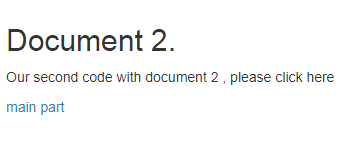 Document 2.
Our second code with document 2 , please click here
main part